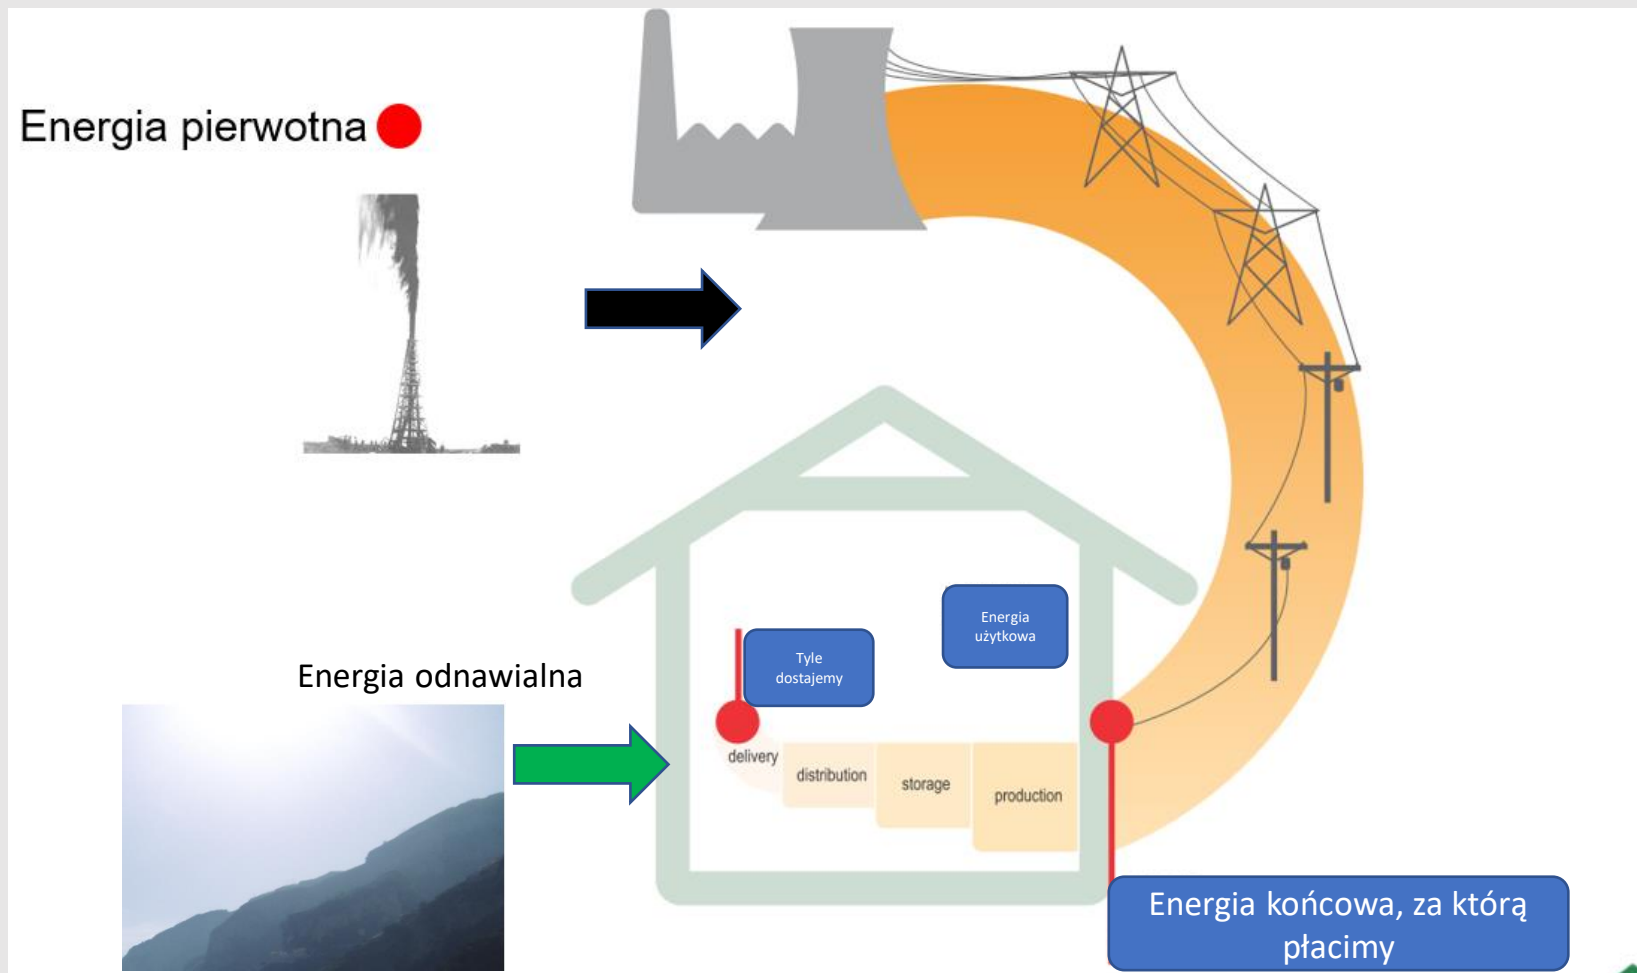 Energia pierwotna
Energia
użytkowa
Tyle
dostajemy
Energia odnawialna
delivery
distribution
storage
production
Energia końcowa, za którą
płacimy